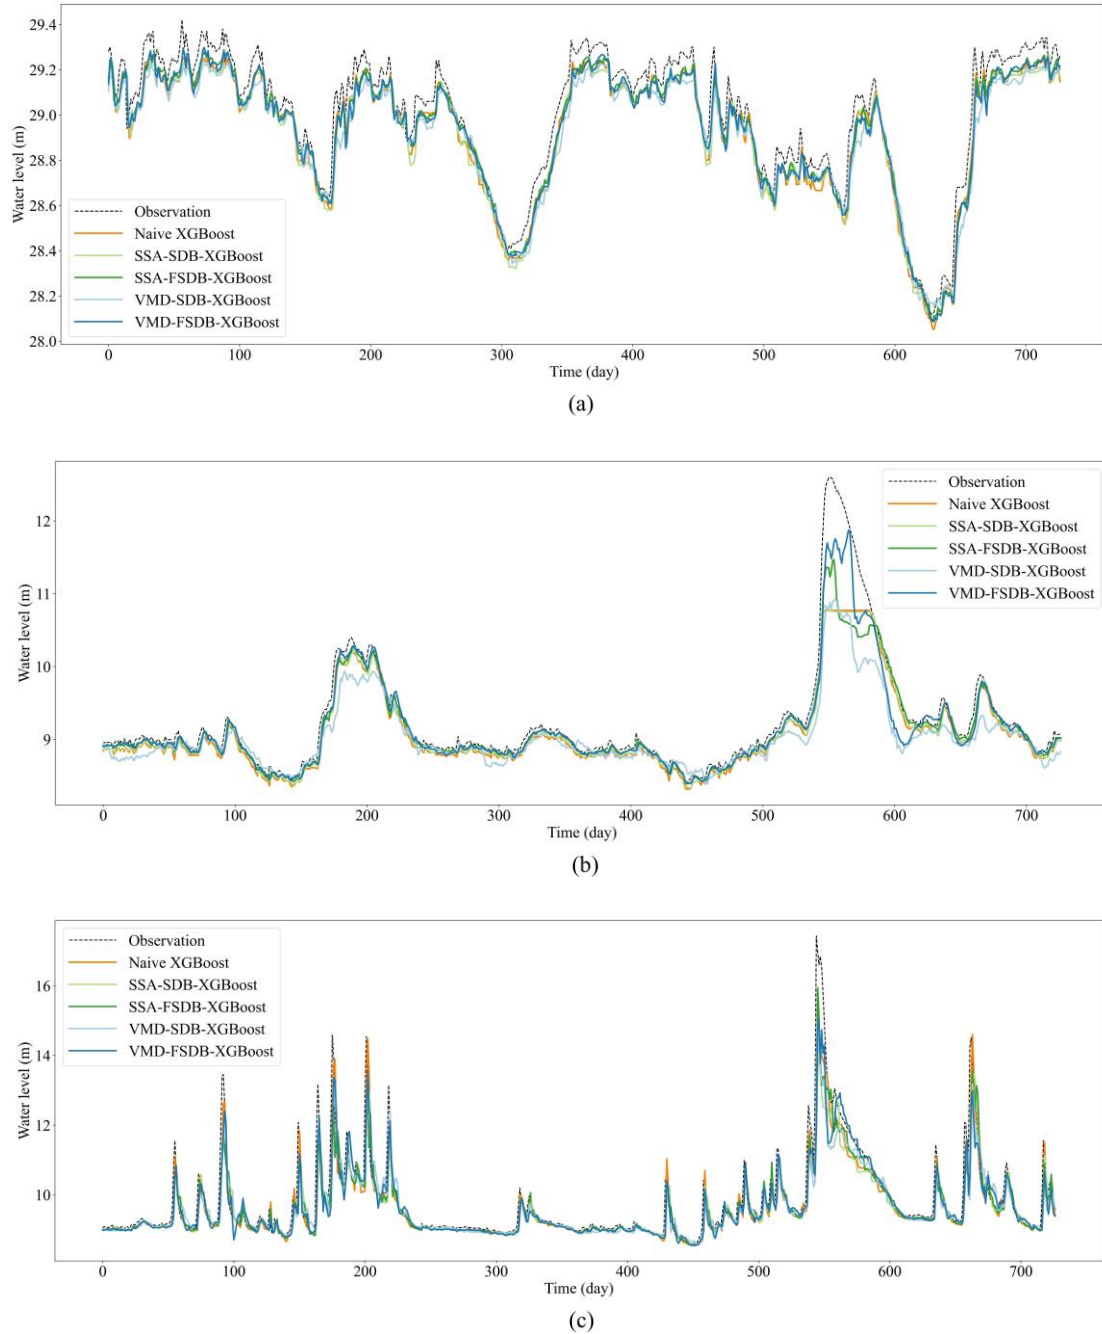 29.4
29.2
29.0
28.8
28.6
28.4
28.2
28.0
Water level (m)
Observation
Naive XGBoost
SSA-SDB-XGBoost
SSA-FSDB-XGBoost
VMD-SDB-XGBoost
VMD-FSDB-XGBoost
0 100 200 300 400 500 600 700
Time (day)
(a)
12
11
10
9
Water level (m)
Observation
Naive XGBoost
SSA-SDB-XGBoost
SSA-FSDB-XGBoost
VMD-SDB-XGBoost
VMD-FSDB-XGBoost
0 100 200 300 400 500 600 700
Time (day)
(b)
16
14
12
10
Water level (m)
Observation
Naive XGBoost
SSA-SDB-XGBoost
SSA-FSDB-XGBoost
VMD-SDB-XGBoost
VMD-FSDB-XGBoost
0 100 200 300 400 500 600 700
Time (day)
(c)